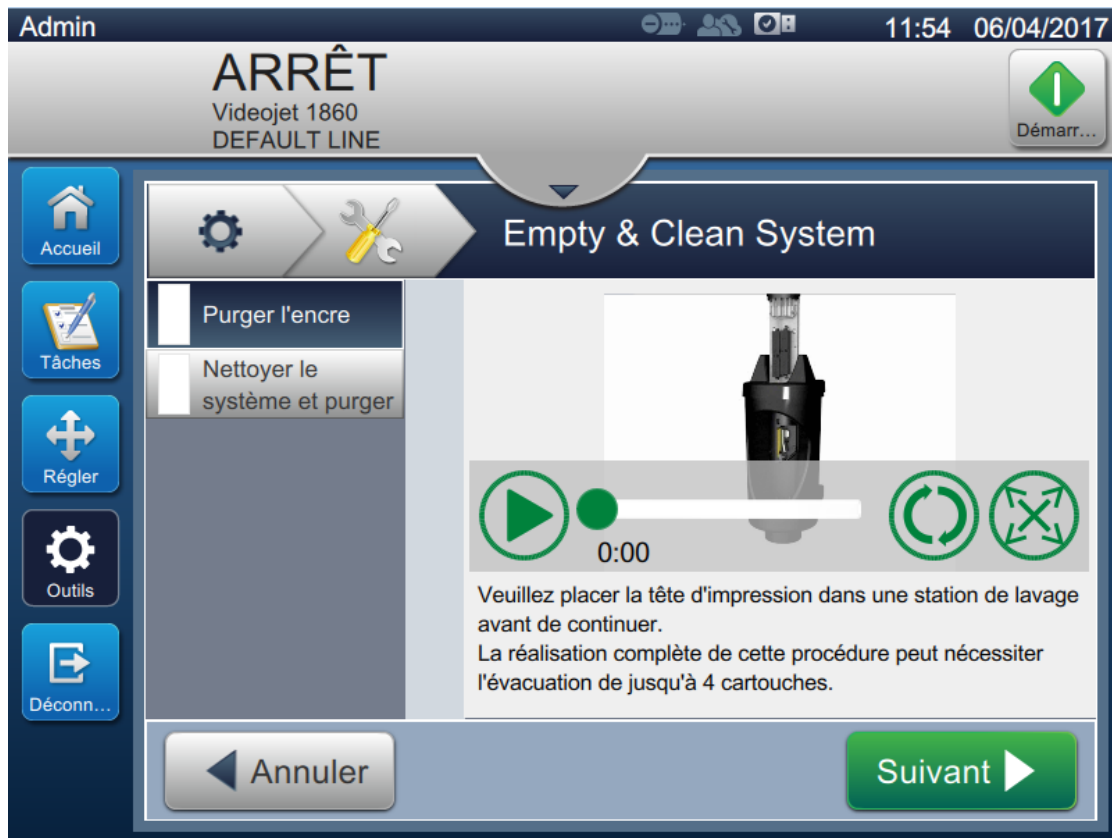 Admin
11:54 06/04/2017
ARRÊT
Videojet 1860
DEFAULT LINE
Démarr...
Accueil
Tâches
Régler
Outils
Déconn...
Empty & Clean System
Purger l'encre
Nettoyer le
système et purger
0:00
Veuillez placer la tête d'impression dans une station de lavage
avant de continuer.
La réalisation complète de cette procédure peut nécessiter
l'évacuation de jusqu'à 4 cartouches.
Annuler
Suivant